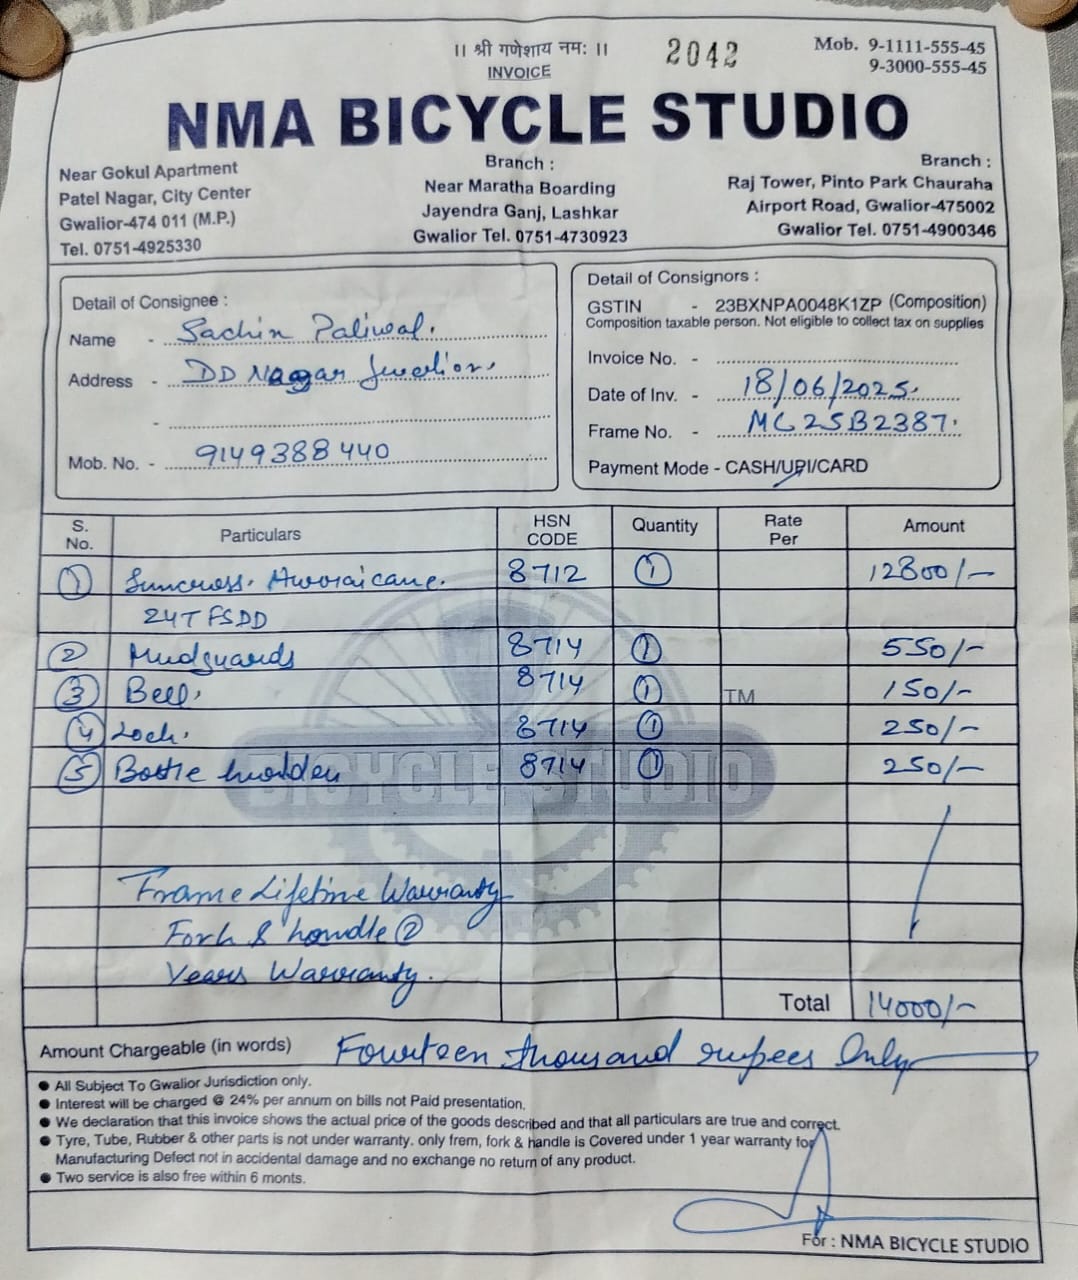 ।। श्री गणेशाय नमः ।।
INVOICE
2042
Mob. 9-1111-555-45
9-3000-555-45
NMA BICYCLE STUDIO
Near Gokul Apartment
Patel Nagar, City Center
Gwalior-474 011 (M.P.)
Tel. 0751-4925330
Branch :
Near Maratha Boarding
Jayendra Ganj, Lashkar
Gwalior Tel. 0751-4730923
Branch :
Raj Tower, Pinto Park Chauraha
Airport Road, Gwalior-475002
Gwalior Tel. 0751-4900346
Detail of Consignee :
Name - Sachin Paliwal.
Address - DD Nagar
-
Mob. No. - 9149388440
Detail of Consignors :
GSTIN - 23BXNPA0048K1ZP (Composition)
Composition taxable person. Not eligible to collect tax on supplies
Invoice No. -
Date of Inv. - 18/06/2025.
Frame No. - MC25B2387.
Payment Mode - CASH/UPI/CARD
S. No. Particulars HSN CODE Quantity Rate Per Amount
1 Suncross. 8712 1 12800/-
24T FSDD
2 Mudguards 8714 1 550/-
3 Bell, 8714 1 150/-
TM
4 Lock. 8714 1 250/-
5 Bottle 8714 1 250/-
BICYCLE STUDIO
Frame Lifetime Warranty
Fork & handle 2
Years Warranty.
Total 14000/-
Amount Chargeable (in words) Fourteen thousand rupees Only
● All Subject To Gwalior Jurisdiction only.
● Interest will be charged @ 24% per annum on bills not Paid presentation.
● We declaration that this invoice shows the actual price of the goods described and that all particulars are true and correct.
● Tyre, Tube, Rubber & other parts is not under warranty. only frem, fork & handle is Covered under 1 year warranty for
Manufacturing Defect not in accidental damage and no exchange no return of any product.
● Two service is also free within 6 monts.
For : NMA BICYCLE STUDIO